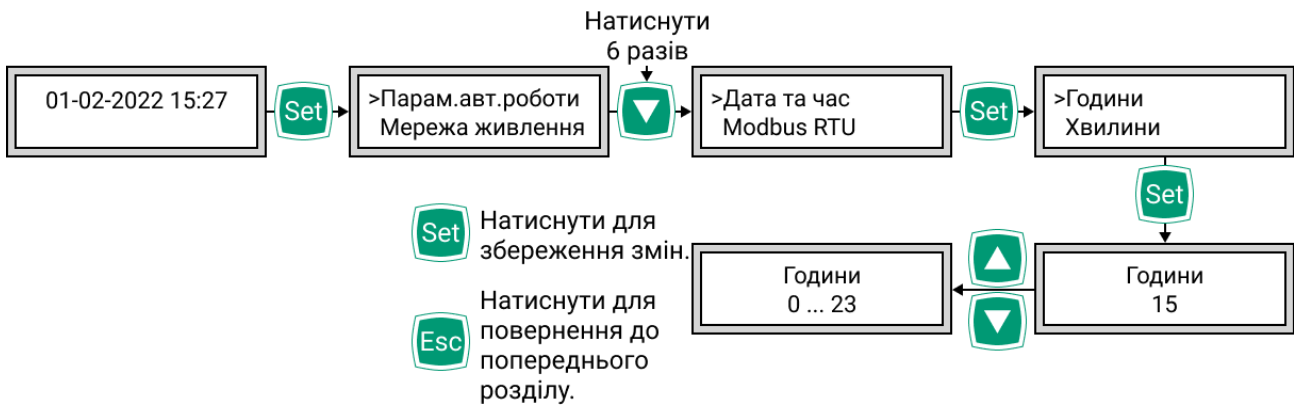 Натиснути
6 разів
01-02-2022 15:27
Set
>Парам.авт.роботи
Мережа живлення
>Дата та час
Modbus RTU
Set
>Години
Хвилини
Set
Set
Натиснути для
збереження змін.
Години
0 ... 23
Години
15
Esc
Натиснути для
повернення до
попереднього
розділу.